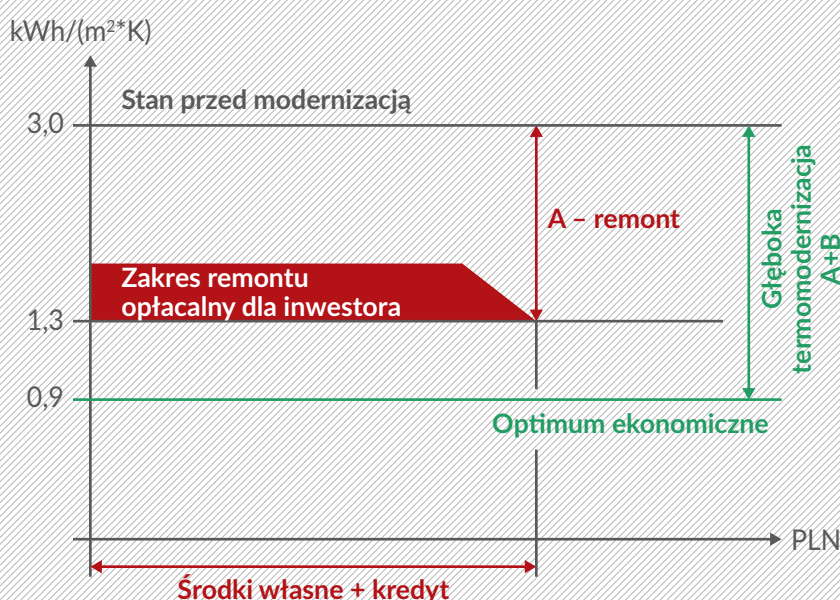 kWh/(m²*K)
Stan przed modernizacją
3,0
A – remont
Głęboka
termomodernizacja
A+B
Zakres remontu
opłacalny dla inwestora
1,3
0,9
Optimum ekonomiczne
PLN
Środki własne + kredyt